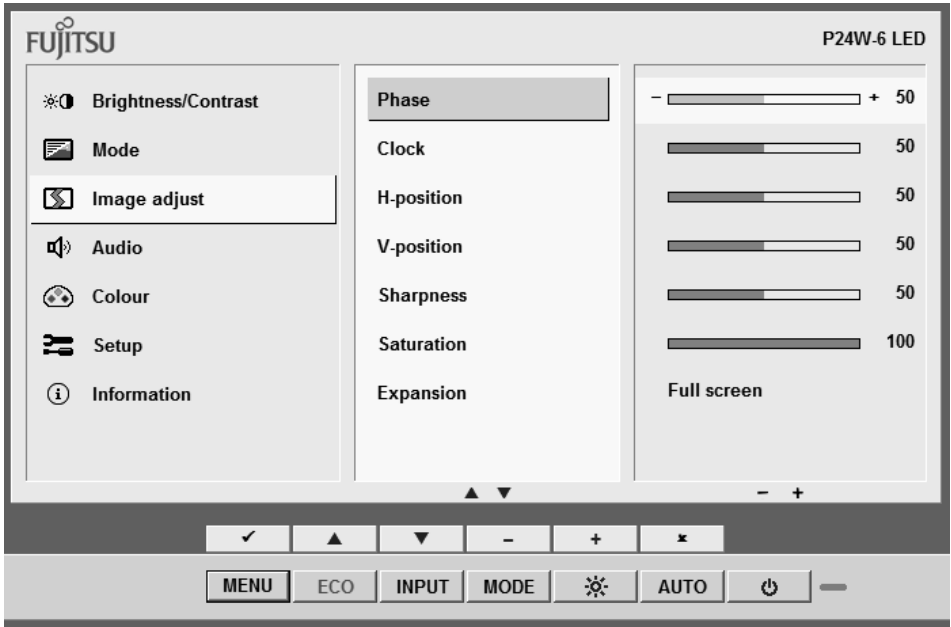 FUJITSU
P24W-6 LED
Brightness/Contrast
Mode
Image adjust
Audio
Colour
Setup
Information
Phase
Clock
H-position
V-position
Sharpness
Saturation
Expansion
- + 50
50
50
50
50
100
Full screen
▲ ▼
- +
✓ ▲ ▼ - + x
MENU ECO INPUT MODE AUTO